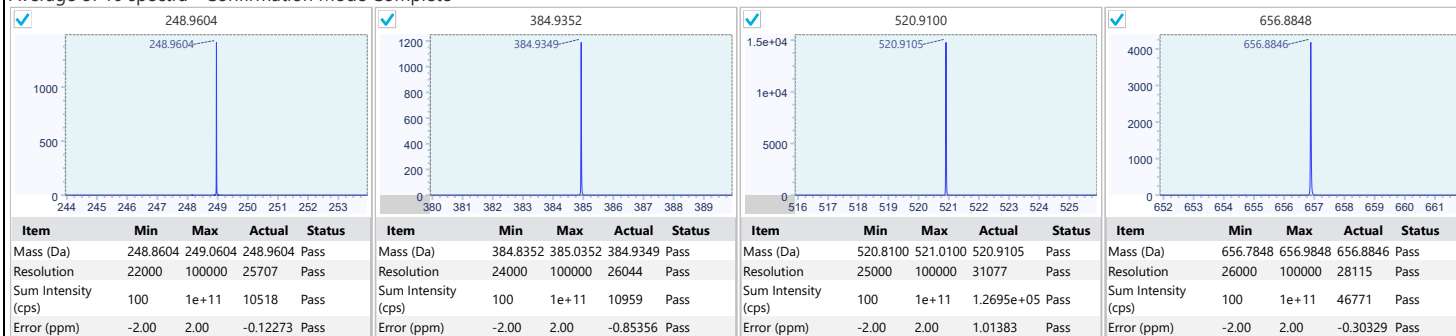 248.9604 384.9352 520.9100 656.8848
248.9604 384.9349 520.9105 656.8846
1000
500
0
244 245 246 247 248 249 250 251 252 253
1200
1000
800
600
400
200
0
380 381 382 383 384 385 386 387 388 389
1.5e+04
1e+04
5000
0
516 517 518 519 520 521 522 523 524 525
4000
3000
2000
1000
0
652 653 654 655 656 657 658 659 660 661
Item Min Max Actual Status
Mass (Da) 248.8604 249.0604 248.9604 Pass
Resolution 22000 100000 25707 Pass
Sum Intensity
(cps) 100 1e+11 10518 Pass
Error (ppm) -2.00 2.00 -0.12273 Pass
Item Min Max Actual Status
Mass (Da) 384.8352 385.0352 384.9349 Pass
Resolution 24000 100000 26044 Pass
Sum Intensity
(cps) 100 1e+11 10959 Pass
Error (ppm) -2.00 2.00 -0.85356 Pass
Item Min Max Actual Status
Mass (Da) 520.8100 521.0100 520.9105 Pass
Resolution 25000 100000 31077 Pass
Sum Intensity
(cps) 100 1e+11 1.2695e+05 Pass
Error (ppm) -2.00 2.00 1.01383 Pass
Item Min Max Actual Status
Mass (Da) 656.7848 656.9848 656.8846 Pass
Resolution 26000 100000 28115 Pass
Sum Intensity
(cps) 100 1e+11 46771 Pass
Error (ppm) -2.00 2.00 -0.30329 Pass